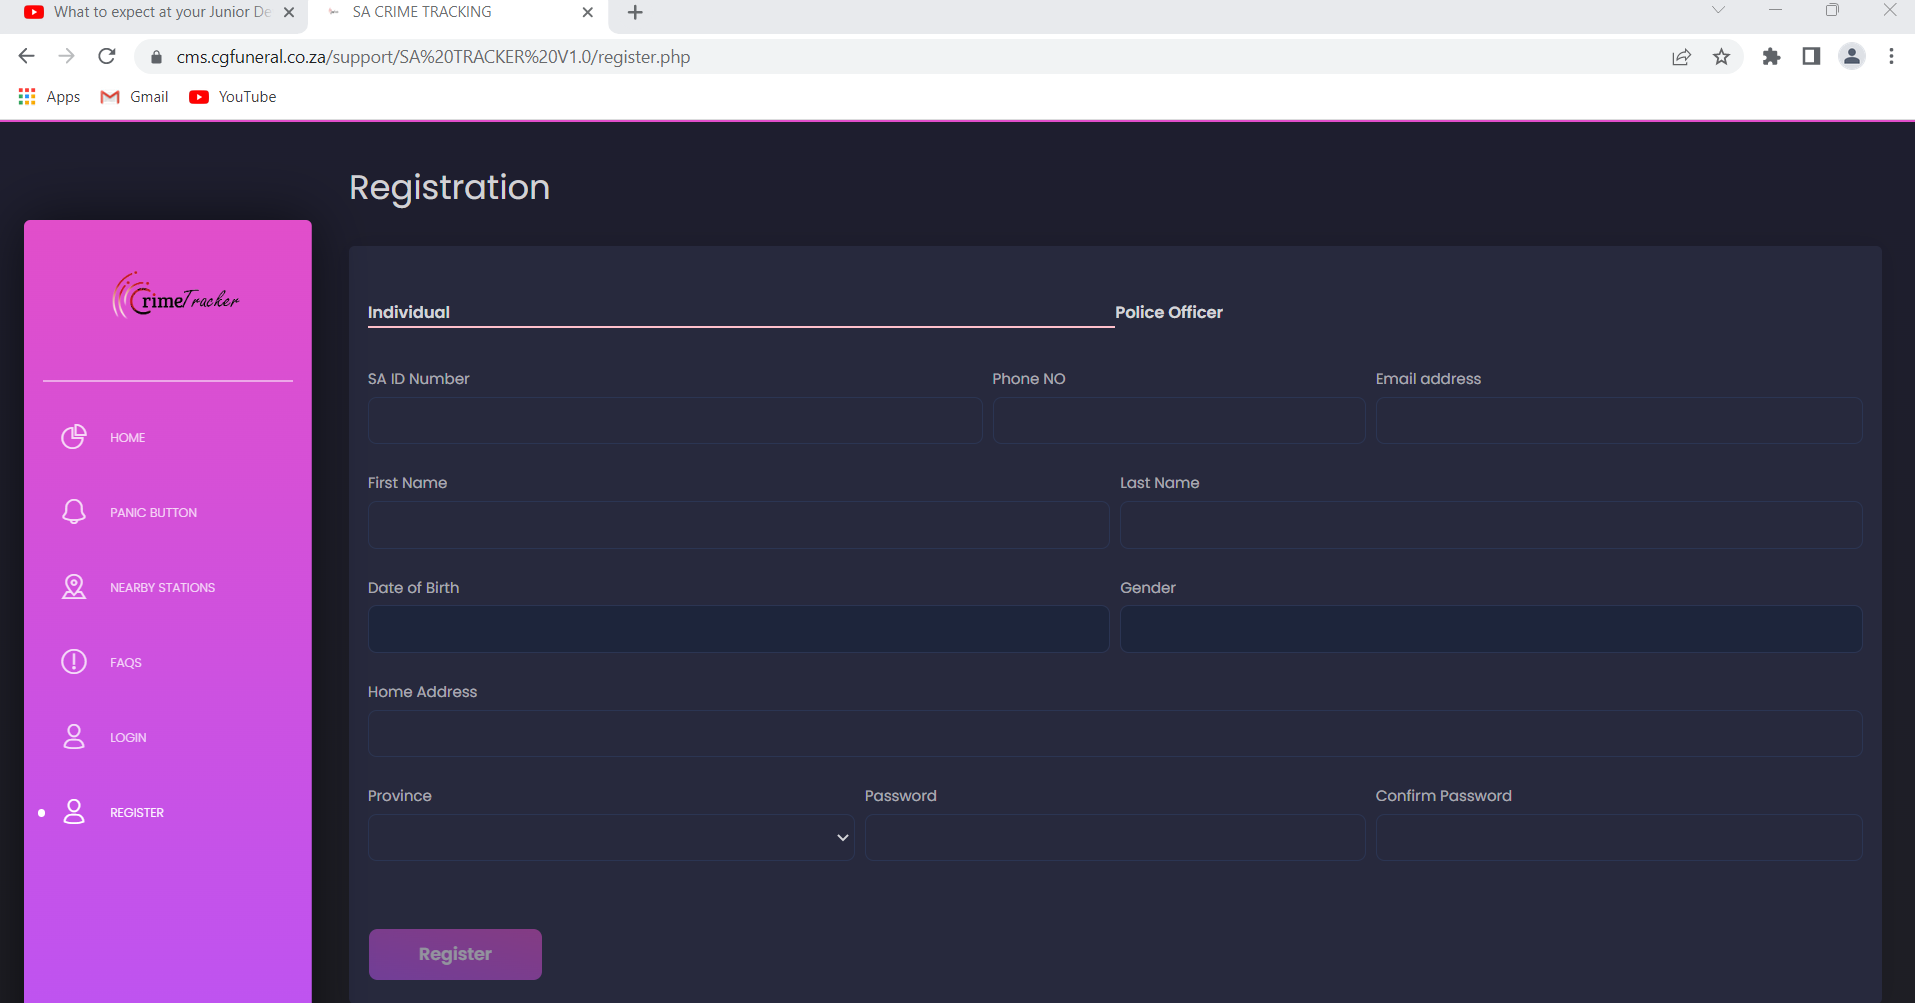 What to expect at your Junior De
SA CRIME TRACKING
cms.cgfuneral.co.za/support/SA%20TRACKER%20V1.0/register.php
Apps
Gmail
YouTube
Registration
CrimeTracker
HOME
PANIC BUTTON
NEARBY STATIONS
FAQS
LOGIN
REGISTER
Individual
Police Officer
SA ID Number
Phone NO
Email address
First Name
Last Name
Date of Birth
Gender
Home Address
Province
Password
Confirm Password
Register